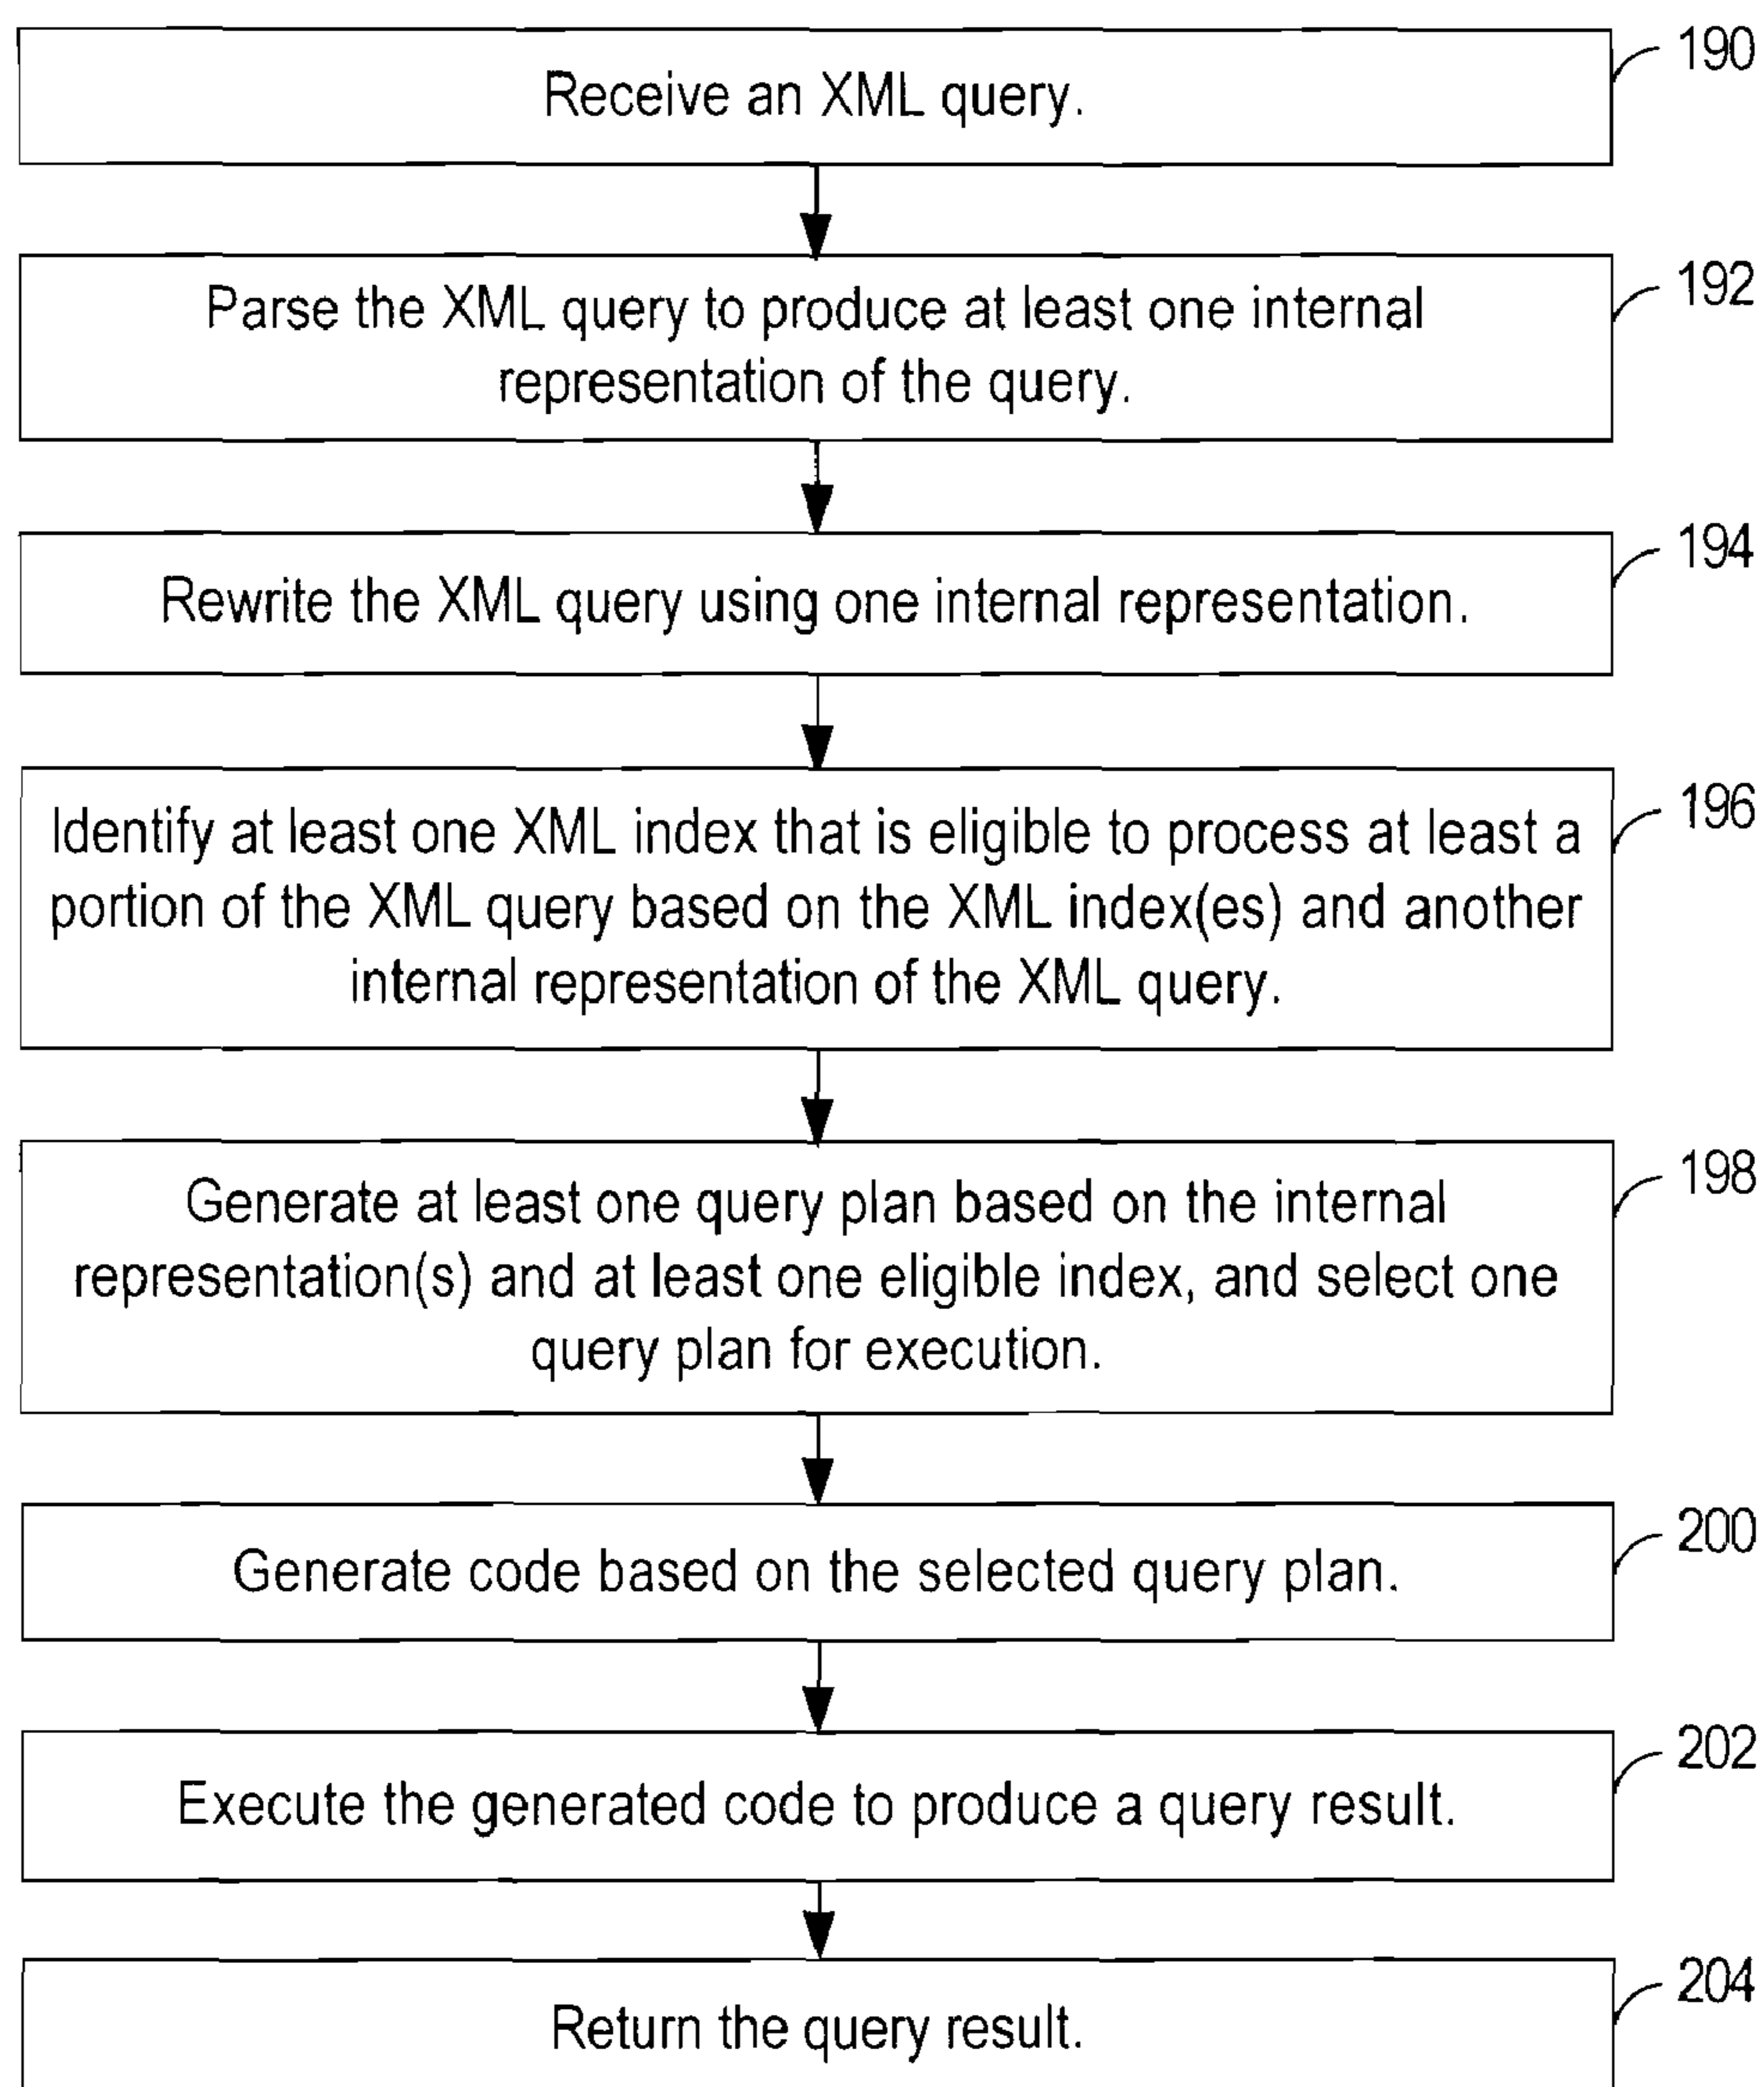 190
Receive an XML query.
192
Parse the XML query to produce at least one internal
representation of the query.
194
Rewrite the XML query using one internal representation.
196
Identify at least one XML index that is eligible to process at least a
portion of the XML query based on the XML index(es) and another
internal representation of the XML query.
198
Generate at least one query plan based on the internal
representation(s) and at least one eligible index, and select one
query plan for execution.
200
Generate code based on the selected query plan.
202
Execute the generated code to produce a query result.
204
Return the query result.